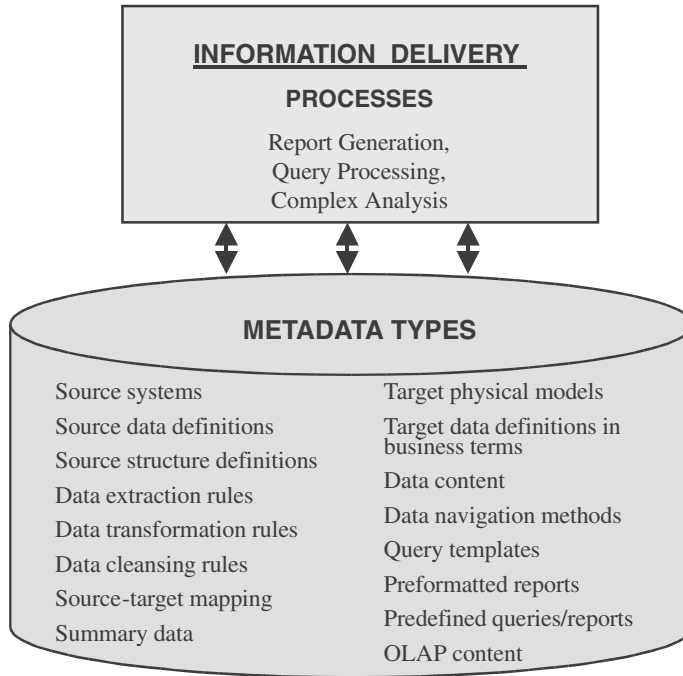 INFORMATION DELIVERY
PROCESSES
Report Generation,
Query Processing,
Complex Analysis
METADATA TYPES
Source systems
Source data definitions
Source structure definitions
Data extraction rules
Data transformation rules
Data cleansing rules
Source-target mapping
Summary data
Target physical models
Target data definitions in
business terms
Data content
Data navigation methods
Query templates
Preformatted reports
Predefined queries/reports
OLAP content